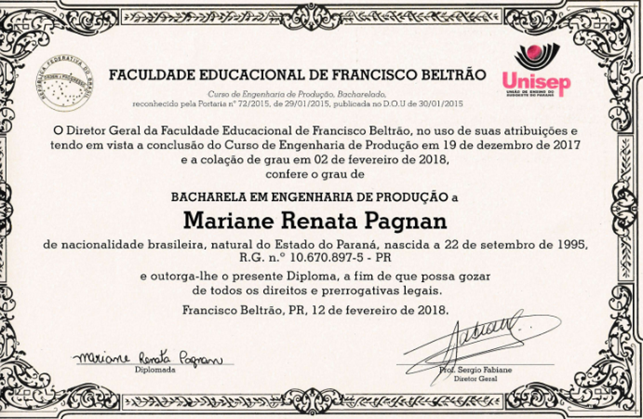 FACULDADE EDUCACIONAL DE FRANCISCO BELTRÃO
Curso de Engenharia de Produção, Bacharelado,
reconhecido pela Portaria nº 72/2015, de 29/01/2015, publicada no D.O.U de 30/01/2015
Unisep
UNIÃO DE ENSINO DO
SUDOESTE DO PARANÁ
O Diretor Geral da Faculdade Educacional de Francisco Beltrão, no uso de suas atribuições e
tendo em vista a conclusão do Curso de Engenharia de Produção em 19 de dezembro de 2017
e a colação de grau em 02 de fevereiro de 2018,
confere o grau de
BACHARELA EM ENGENHARIA DE PRODUÇÃO a
Mariane Renata Pagnan
de nacionalidade brasileira, natural do Estado do Paraná, nascida a 22 de setembro de 1995,
R.G. n.º 10.670.897-5 - PR
e outorga-lhe o presente Diploma, a fim de que possa gozar
de todos os direitos e prerrogativas legais.
Francisco Beltrão, PR, 12 de fevereiro de 2018.
Mariane Renata Pagnan
Diplomada
Prof. Sergio Fabiane
Diretor Geral